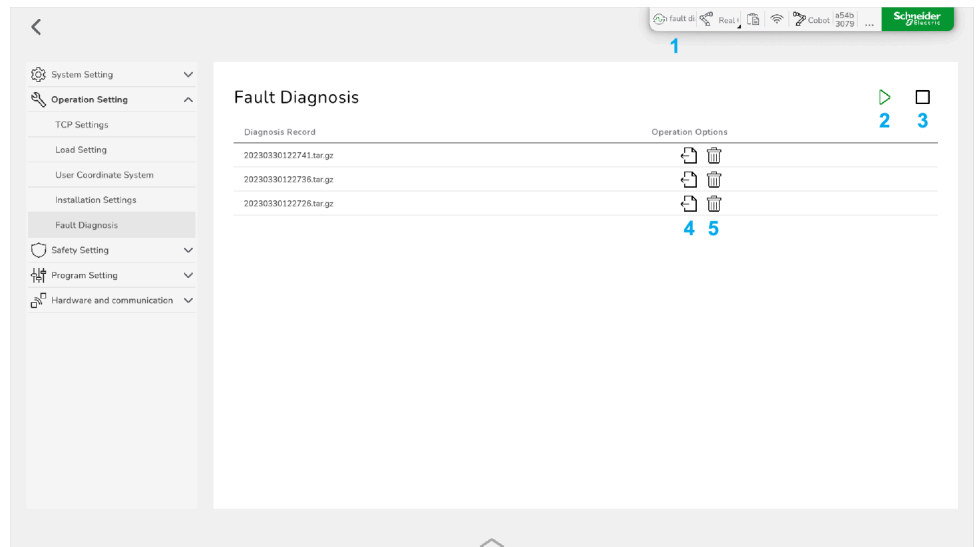 fault di
Real
Cobot
a54b
3079
...
Schneider
Electric
1
System Setting
Operation Setting
TCP Settings
Load Setting
User Coordinate System
Installation Settings
Fault Diagnosis
Safety Setting
Program Setting
Hardware and communication
Fault Diagnosis
2 3
Diagnosis Record Operation Options
20230330122741.tar.gz
20230330122736.tar.gz
20230330122726.tar.gz
4 5